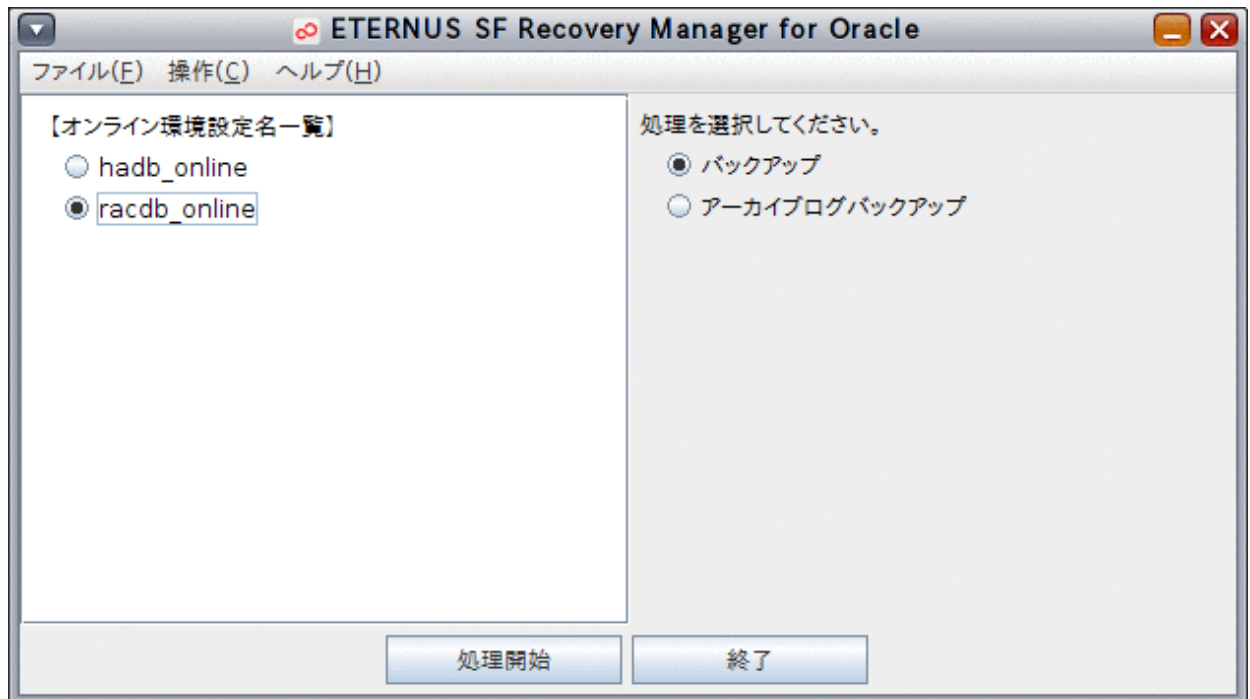 ETERNUS SF Recovery Manager for Oracle
ファイル(F) 操作(C) ヘルプ(H)
【オンライン環境設定名一覧】
hadb_online
racdb_online
処理を選択してください。
バックアップ
アーカイブログバックアップ
処理開始 終了